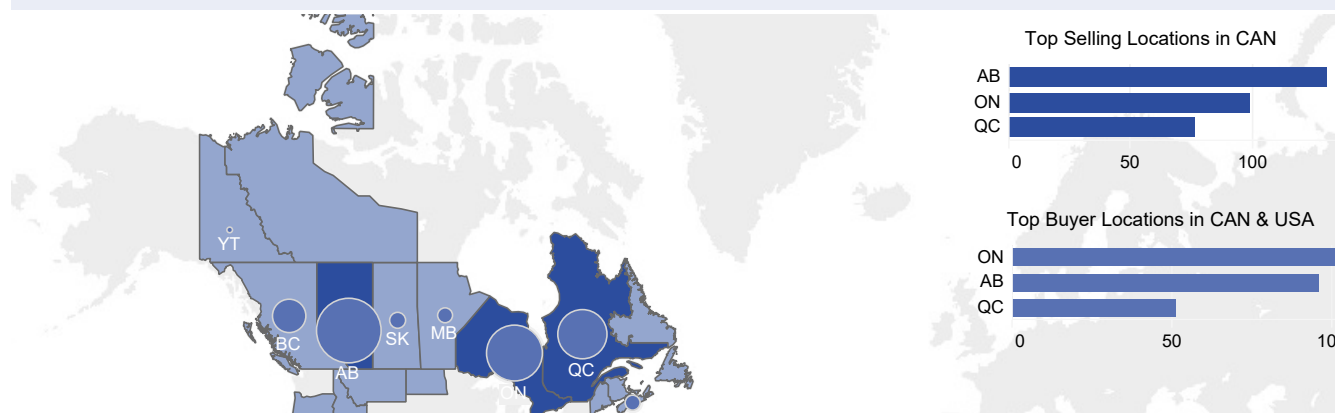 Top Selling Locations in CAN
AB
ON
QC
0 50 100
Top Buyer Locations in CAN & USA
ON
AB
QC
0 50
YT
BC
AB
SK
MB
ON
QC